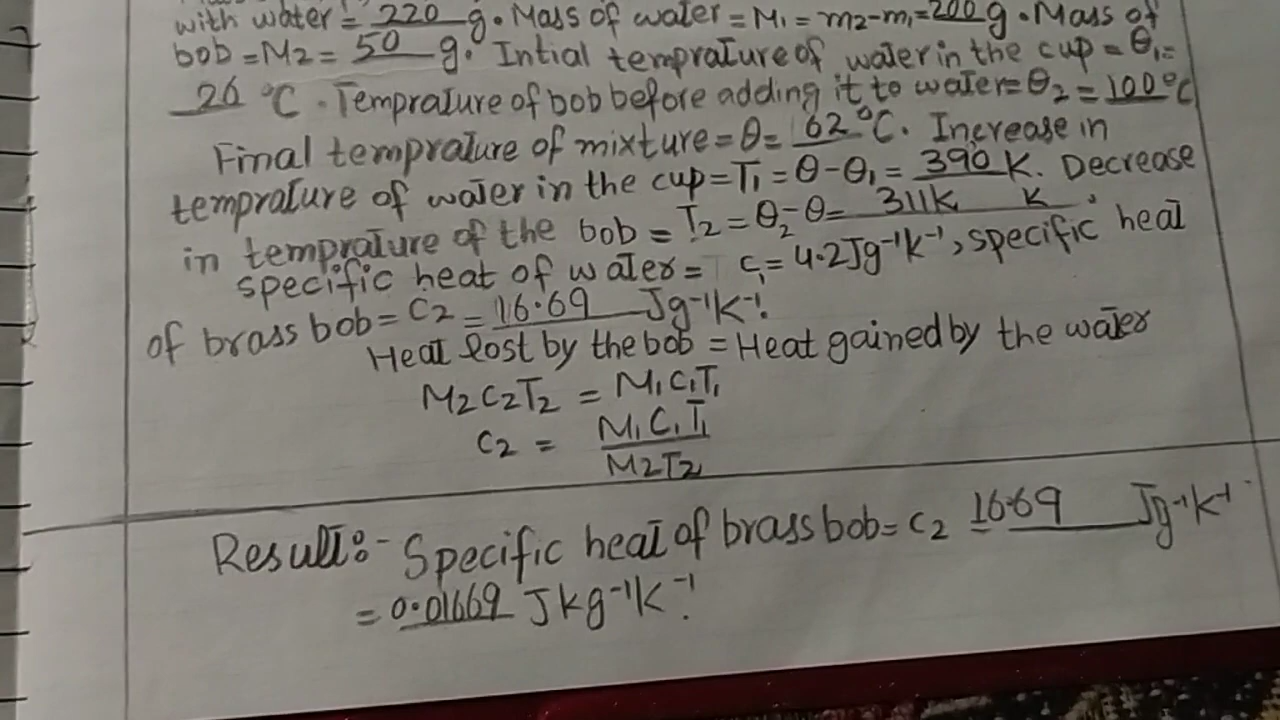 with water = 220 g. Mass of water = M1 = m2-m1=200g. Mass of
bob = M2 = 50 g. Intial temprature of water in the cup = θ1=
26 °C. Temprature of bob before adding it to water=θ2 = 100°C
Final temprature of mixture = θ= 62 °C. Increase in
temprature of water in the cup=T1 = θ-θ1 = 390 K. Decrease
in temprature of the bob = T2 = θ2-θ= 311K K.
specific heat of water= c1= 4.2Jg⁻¹k⁻¹, specific heat
of brass bob= C2 = 16.69 Jg⁻¹k⁻¹.
Heat lost by the bob = Heat gained by the water
M2C2T2 = M1C1T1
C2 = M1C1T1
M2T2
Result:- Specific heat of brass bob= C2 = 16.69 Jg⁻¹k⁻¹
= 0.01669 Jkg⁻¹k⁻¹.